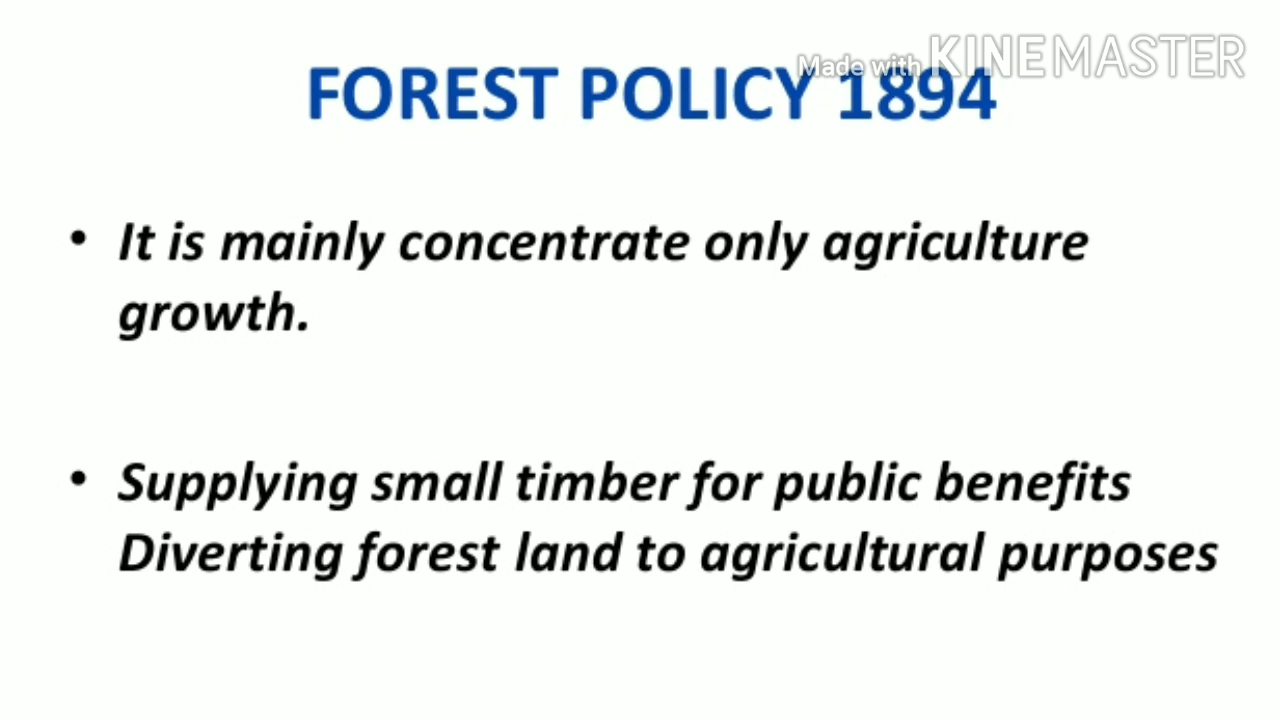 Made with KINEMASTER
FOREST POLICY 1894
• It is mainly concentrate only agriculture
growth.
• Supplying small timber for public benefits
Diverting forest land to agricultural purposes